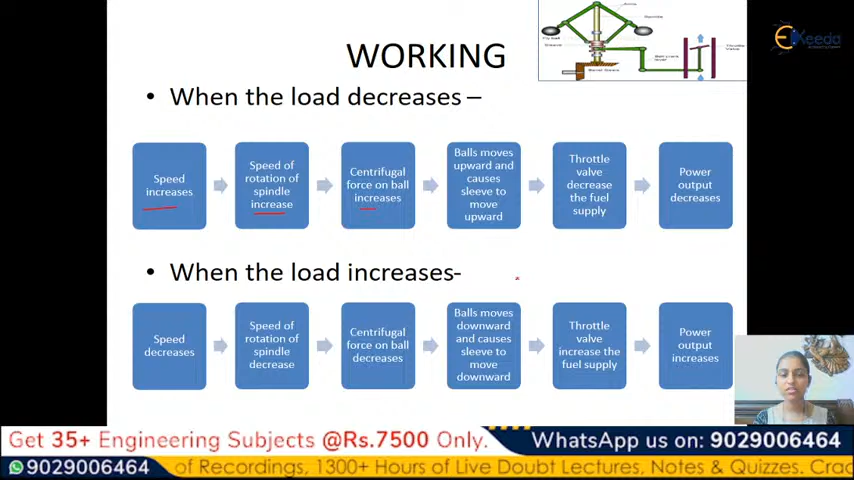 WORKING
• When the load decreases –
Speed
increases
Speed of
rotation of
spindle
increase
Centrifugal
force on ball
increases
Balls moves
upward and
causes
sleeve to
move
upward
Throttle
valve
decrease
the fuel
supply
Power
output
decreases
• When the load increases-
Speed
decreases
Speed of
rotation of
spindle
decrease
Centrifugal
force on ball
decreases
Balls moves
downward
and causes
sleeve to
move
downward
Throttle
valve
increase the
fuel supply
Power
output
increases
Keeda
Get 35+ Engineering Subjects @Rs.7500 Only.
WhatsApp us on: 9029006464
9029006464
of Recordings, 1300+ Hours of Live Doubt Lectures, Notes & Quizzes. Crac